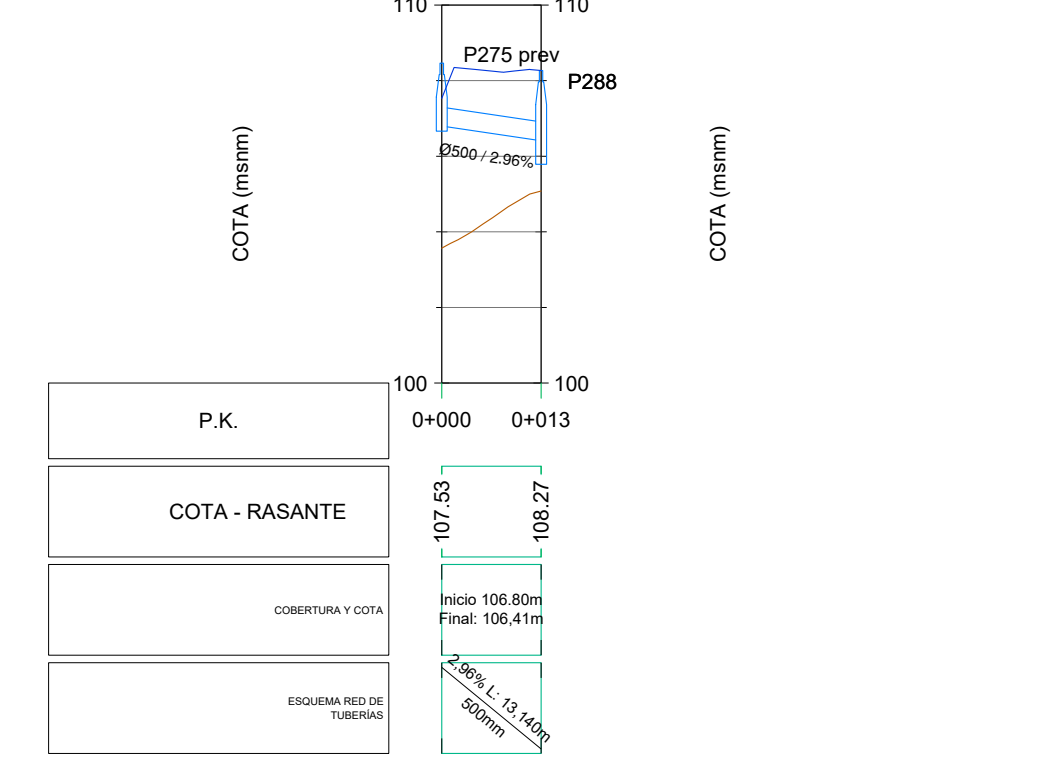 110
110
P275 prev
P288
COTA (msnm)
COTA (msnm)
Ø500 / 2.96%
100
100
P.K.
0+000
0+013
COTA - RASANTE
107.53
108.27
COBERTURA Y COTA
Inicio 106.80m
Final: 106,41m
ESQUEMA RED DE
TUBERÍAS
2,96% L: 13,140m
500mm